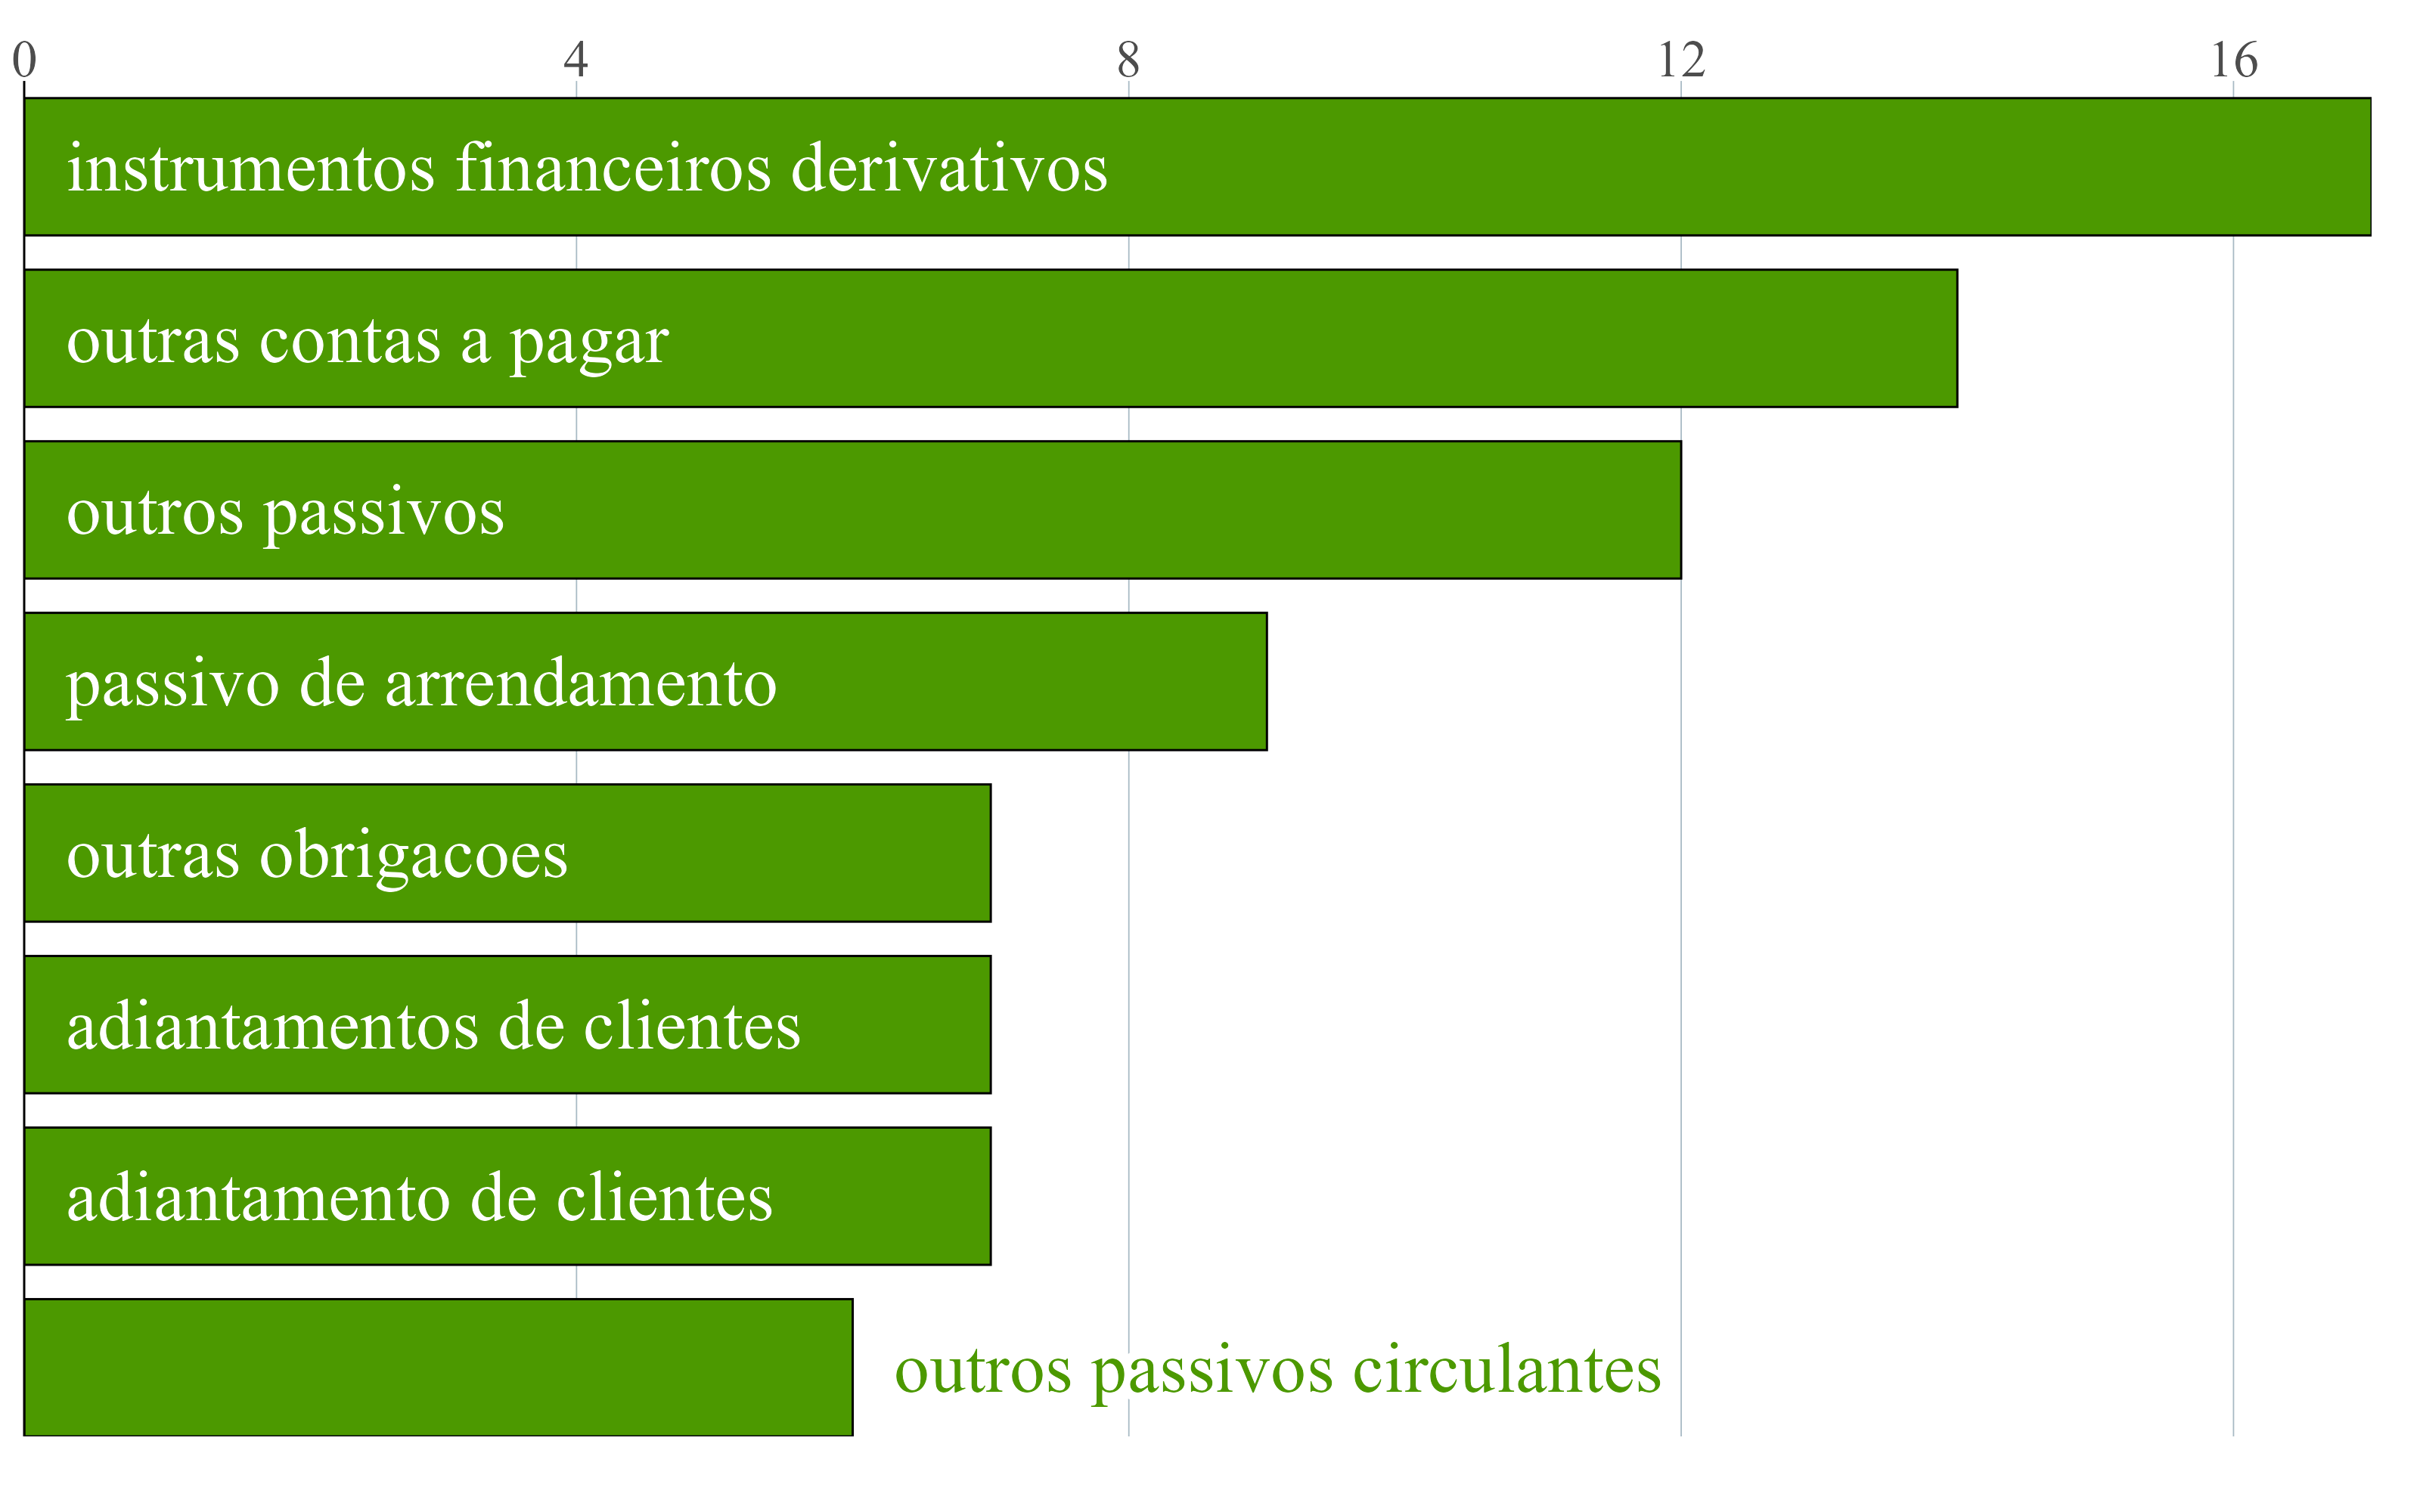 0 4 8 12 16
instrumentos financeiros derivativos
outras contas a pagar
outros passivos
passivo de arrendamento
outras obrigacoes
adiantamentos de clientes
adiantamento de clientes
outros passivos circulantes